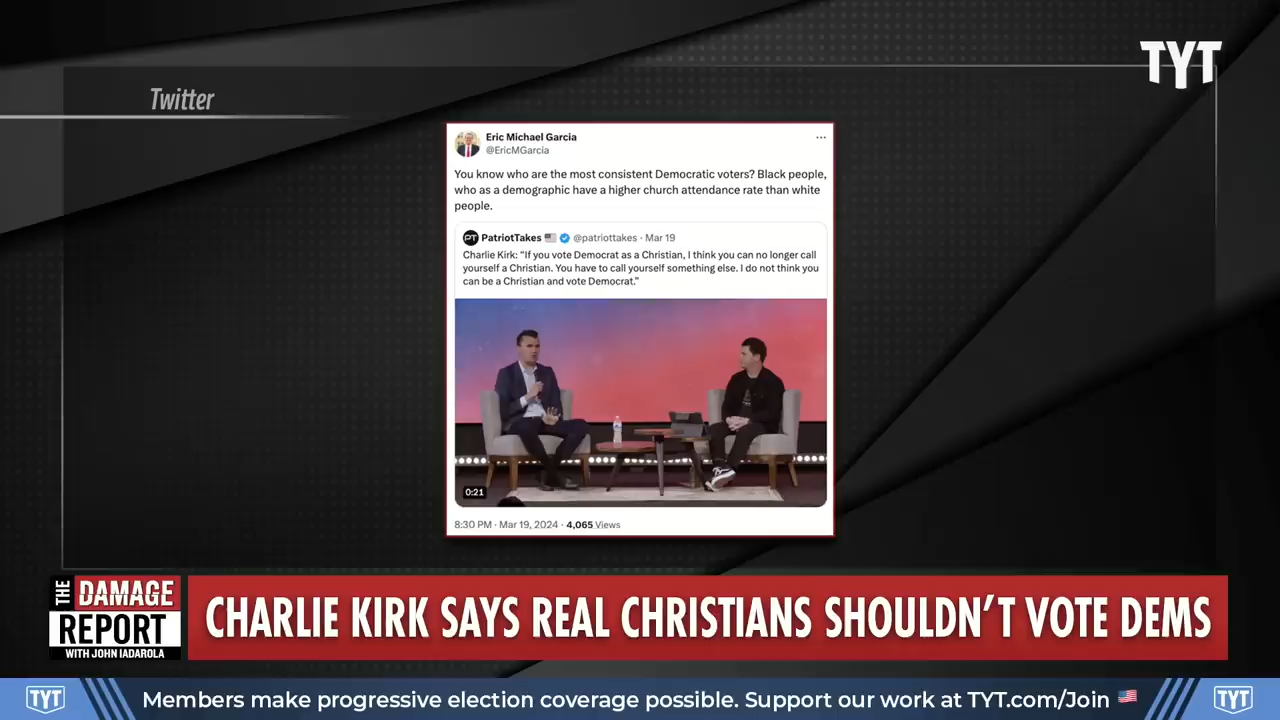 TYT
Twitter
Eric Michael Garcia
@EricMGarcia
You know who are the most consistent Democratic voters? Black people,
who as a demographic have a higher church attendance rate than white
people.
PT PatriotTakes 🇺🇸 @patriottakes · Mar 19
Charlie Kirk: “If you vote Democrat as a Christian, I think you can no longer call
yourself a Christian. You have to call yourself something else. I do not think you
can be a Christian and vote Democrat.”
0:21
8:30 PM · Mar 19, 2024 · 4,065 Views
THE DAMAGE
REPORT
WITH JOHN IADAROLA
CHARLIE KIRK SAYS REAL CHRISTIANS SHOULDN’T VOTE DEMS
TYT Members make progressive election coverage possible. Support our work at TYT.com/Join 🇺🇸 TYT